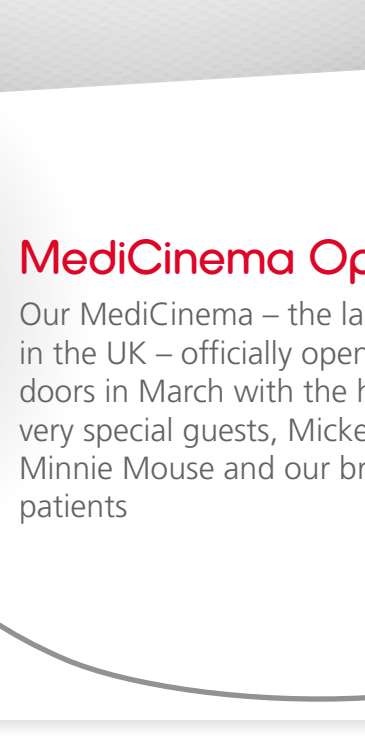 MediCinema Op
Our MediCinema – the la
in the UK – officially open
doors in March with the h
very special guests, Micke
Minnie Mouse and our br
patients